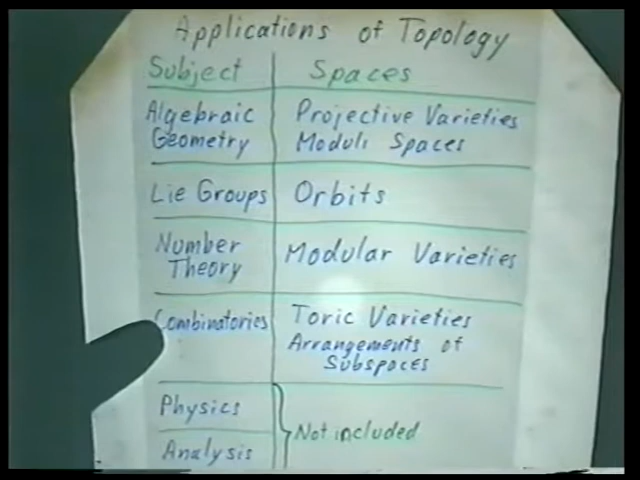 Applications of Topology
Subject Spaces
Algebraic Projective Varieties
Geometry Moduli Spaces
Lie Groups Orbits
Number
Theory Modular Varieties
Combinatorics Toric Varieties
Arrangements of
Subspaces
Physics
Not included
Analysis